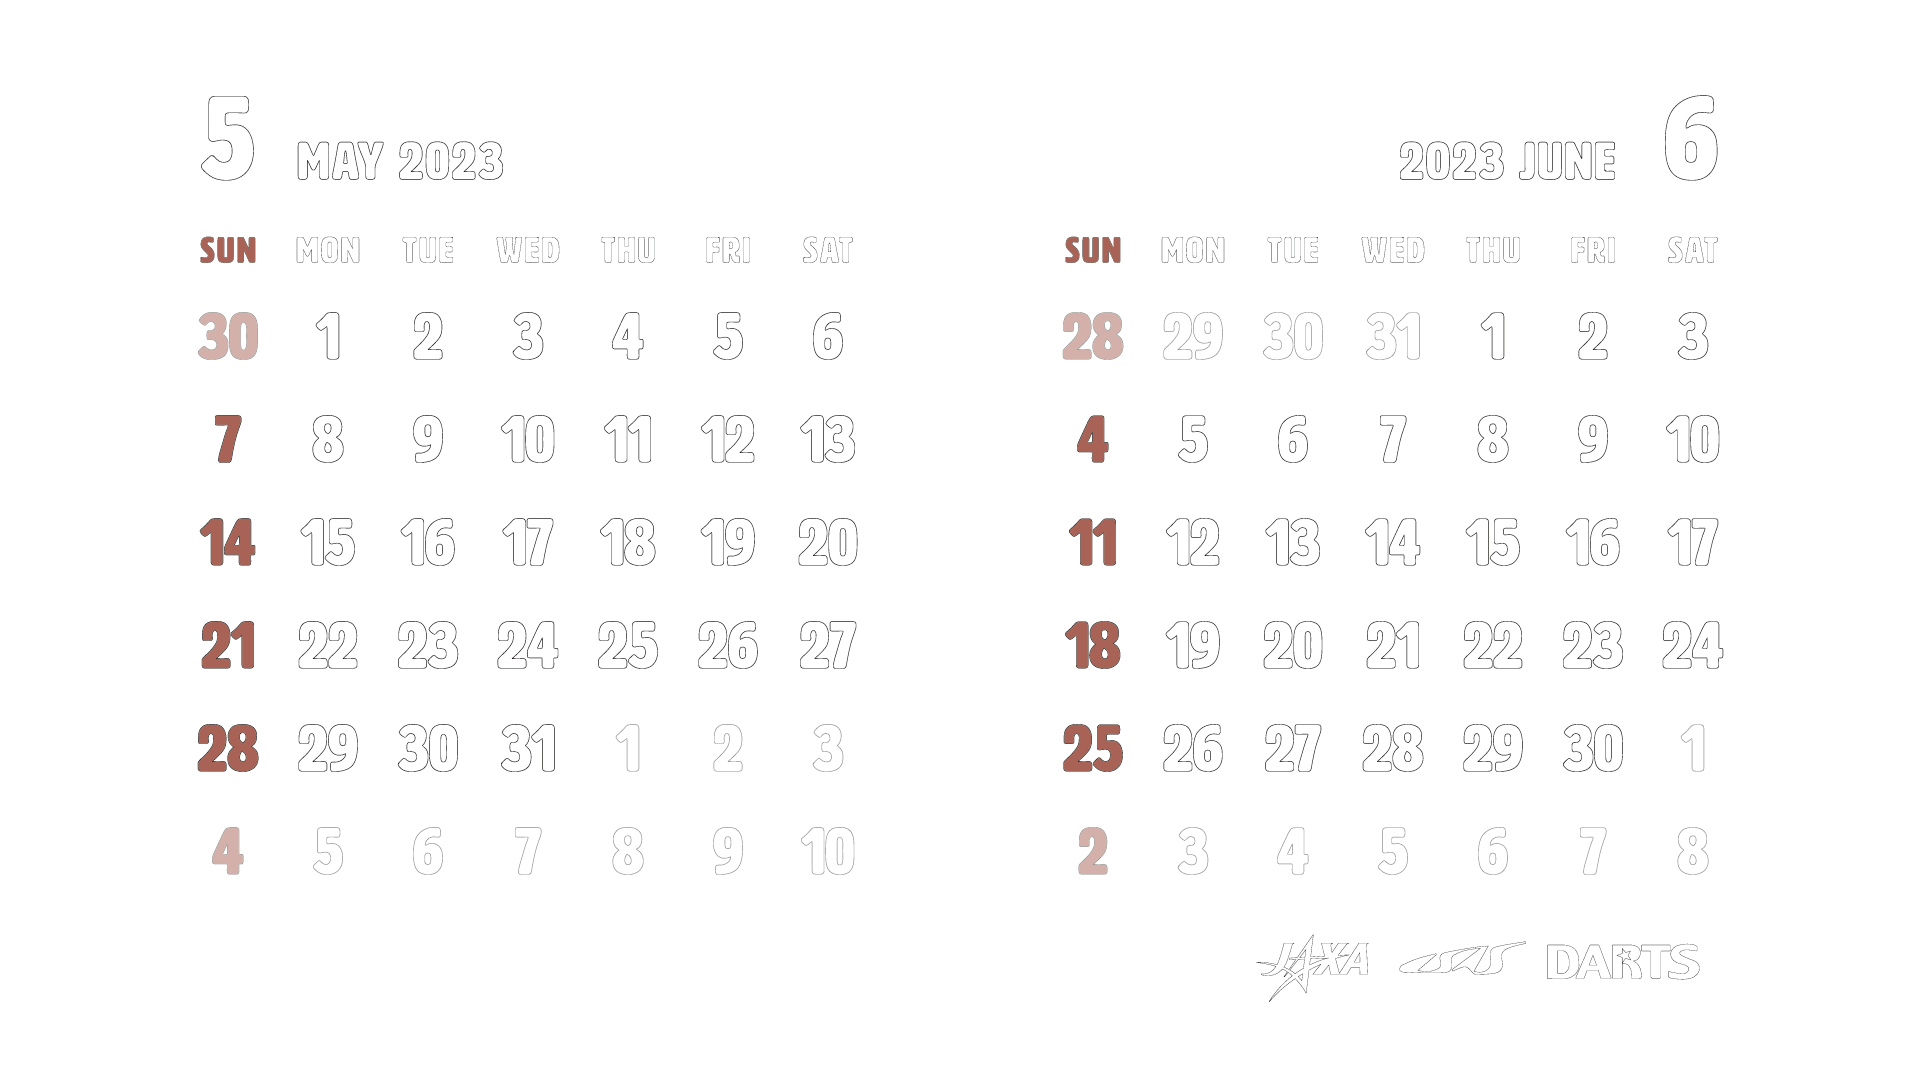 5 MAY 2023
SUN MON TUE WED THU FRI SAT
30 1 2 3 4 5 6
7 8 9 10 11 12 13
14 15 16 17 18 19 20
21 22 23 24 25 26 27
28 29 30 31 1 2 3
4 5 6 7 8 9 10
2023 JUNE 6
SUN MON TUE WED THU FRI SAT
28 29 30 31 1 2 3
4 5 6 7 8 9 10
11 12 13 14 15 16 17
18 19 20 21 22 23 24
25 26 27 28 29 30 1
2 3 4 5 6 7 8
JAXA ISAS DARTS